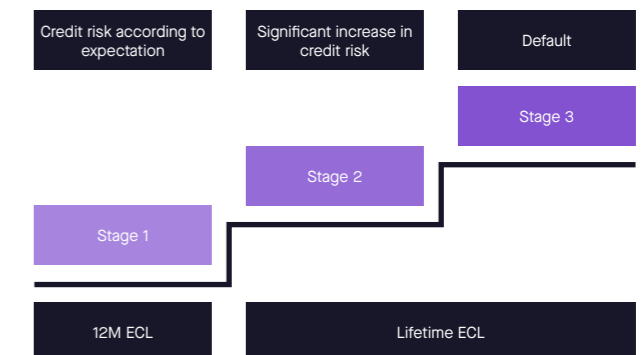 Credit risk according to
expectation
Significant increase in
credit risk
Default
Stage 3
Stage 2
Stage 1
12M ECL
Lifetime ECL